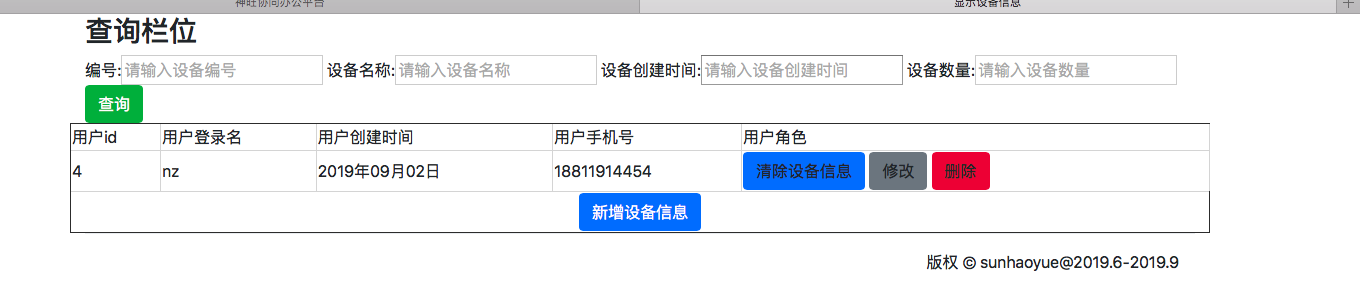 神旺协同办公平台 显示设备信息
查询栏位
编号: 请输入设备编号 设备名称: 请输入设备名称 设备创建时间: 请输入设备创建时间 设备数量: 请输入设备数量
查询
用户id 用户登录名 用户创建时间 用户手机号 用户角色
4 nz 2019年09月02日 18811914454 清除设备信息 修改 删除
新增设备信息
版权 © sunhaoyue@2019.6-2019.9